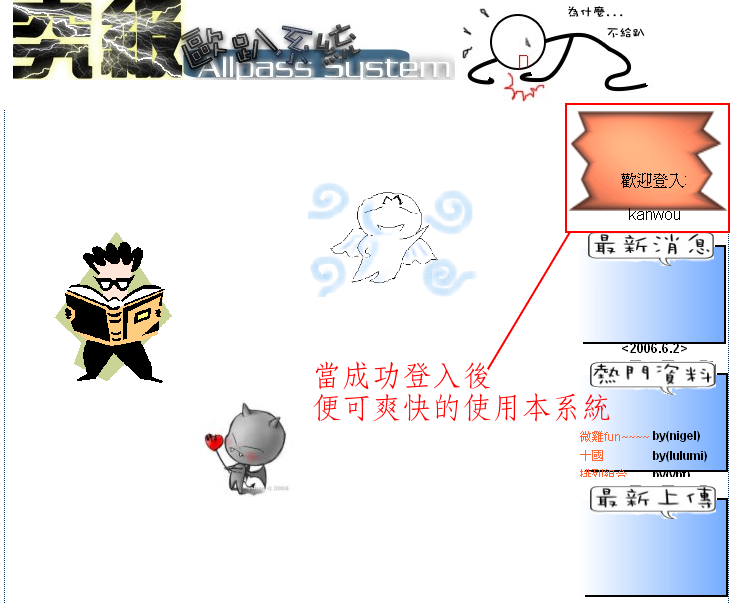 究級
歐趴系統
Allpass System
為什麼...
不給趴
歡迎登入:
kanwou
最新消息
<2006.6.2>
當成功登入後
便可爽快的使用本系統
熱門資料
微雞fun~~~~ by(nigel)
十國 by(lulumi)
最新上傳